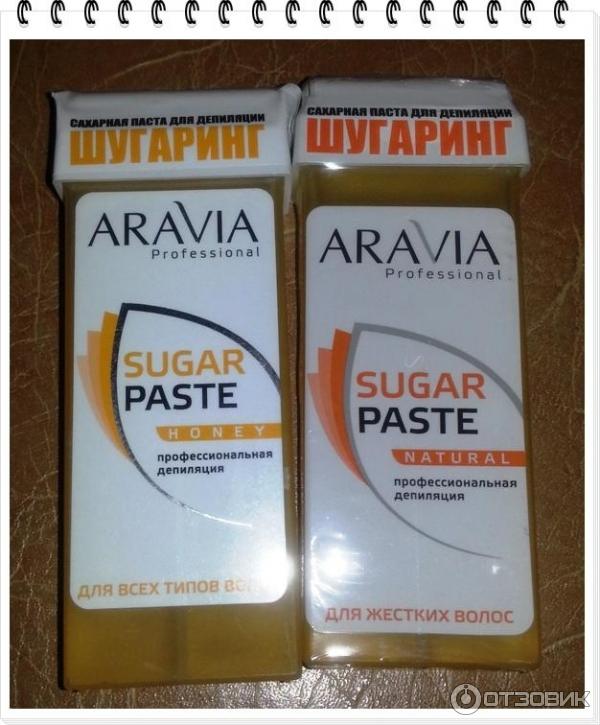 САХАРНАЯ ПАСТА ДЛЯ ДЕПИЛЯЦИИ
ШУГАРИНГ
ARAVIA
Professional
SUGAR
PASTE
HONEY
профессиональная
депиляция
ДЛЯ ВСЕХ ТИПОВ
САХАРНАЯ ПАСТА ДЛЯ ДЕПИЛЯЦИИ
ШУГАРИНГ
ARAVIA
Professional
SUGAR
PASTE
NATURAL
профессиональная
депиляция
ДЛЯ ЖЕСТКИХ ВОЛОС
ОТЗОВИК